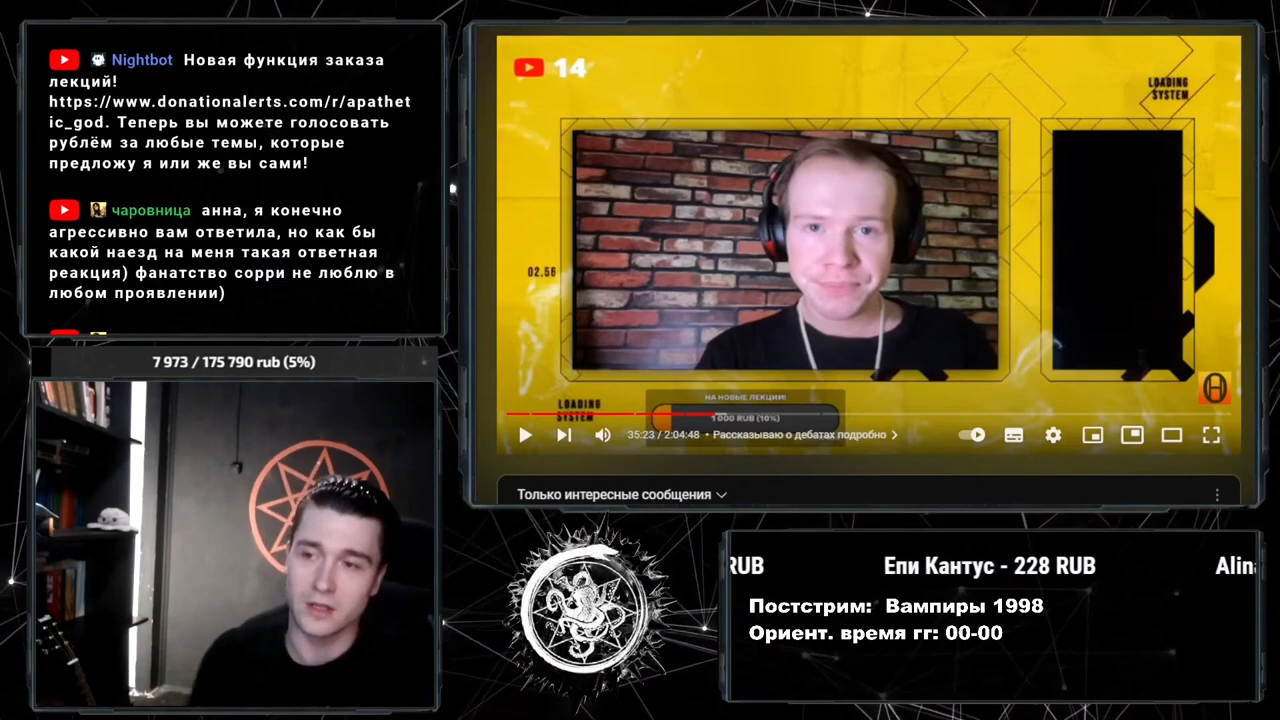 Nightbot Новая функция заказа
лекций!
https://www.donationalerts.com/r/apathet
ic_god. Теперь вы можете голосовать
рублём за любые темы, которые
предложу я или же вы сами!
чаровница анна, я конечно
агрессивно вам ответила, но как бы
какой наезд на меня такая ответная
реакция) фанатство сорри не люблю в
любом проявлении)
7 973 / 175 790 rub (5%)
14
LOADING
SYSTEM
02.56
LOADING
SYSTEM
НА НОВЫЕ ЛЕКЦИИ!
1 000 RUB (10%)
35:23 / 2:04:48 • Рассказываю о дебатах подробно
Только интересные сообщения
RUB Епи Кантус - 228 RUB Alin
Постстрим: Вампиры 1998
Ориент. время гг: 00-00